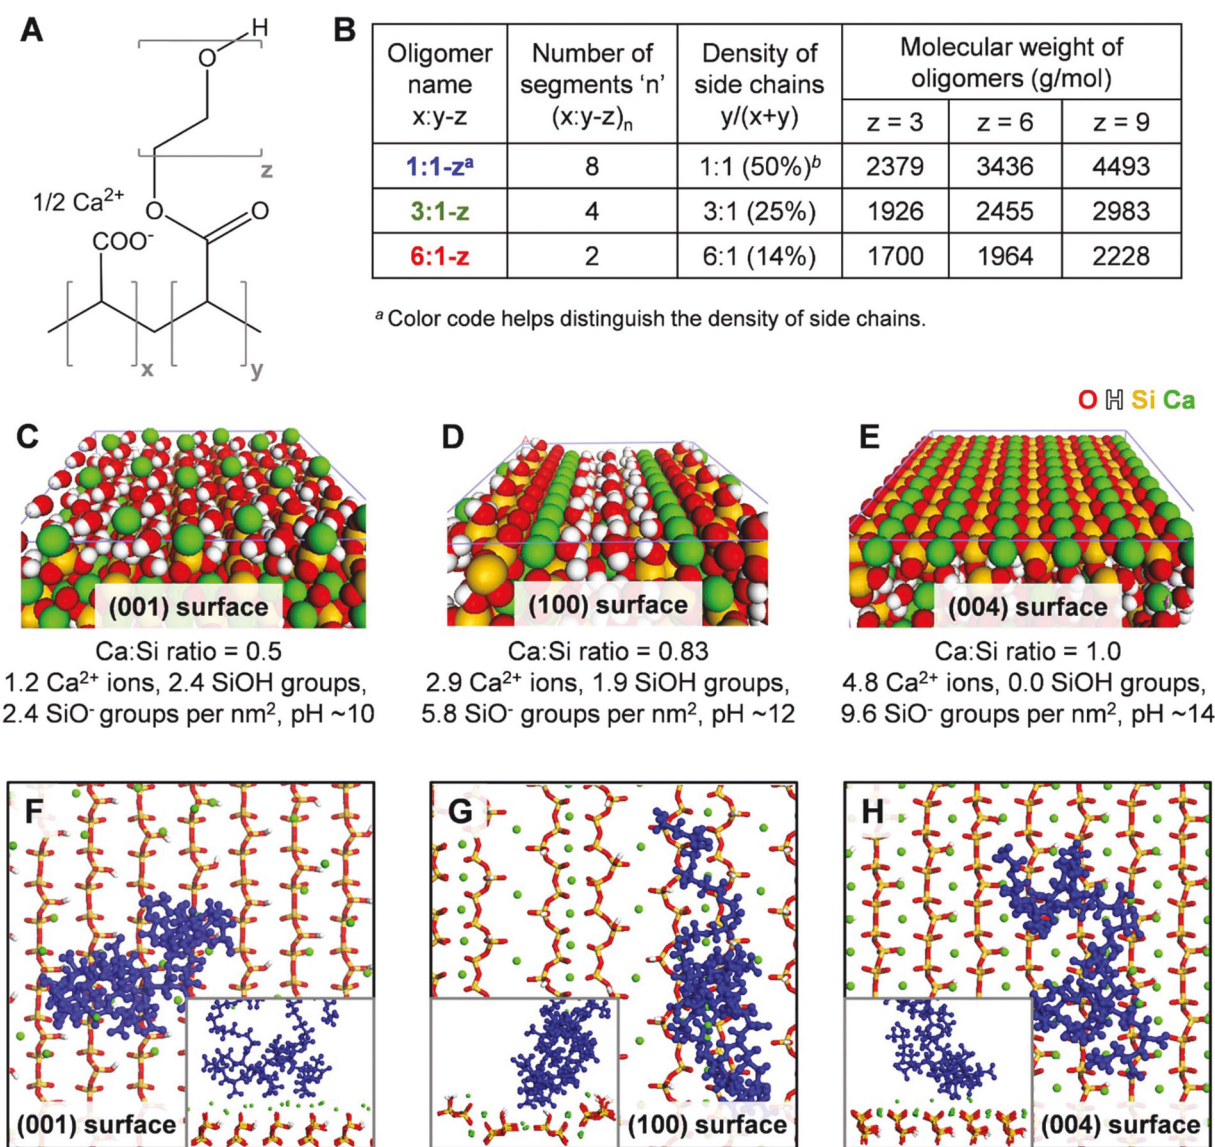 A
H
O
z
1/2 Ca²⁺
O
O
COO⁻
x
y
B
Oligomer name x:y-z
Number of segments ‘n’ (x:y-z)ₙ
Density of side chains y/(x+y)
Molecular weight of oligomers (g/mol)
z = 3 z = 6 z = 9
1:1-zᵃ 8 1:1 (50%)ᵇ 2379 3436 4493
3:1-z 4 3:1 (25%) 1926 2455 2983
6:1-z 2 6:1 (14%) 1700 1964 2228
ᵃ Color code helps distinguish the density of side chains.
O H Si Ca
C
(001) surface
Ca:Si ratio = 0.5
1.2 Ca²⁺ ions, 2.4 SiOH groups,
2.4 SiO⁻ groups per nm², pH ~10
D
(100) surface
Ca:Si ratio = 0.83
2.9 Ca²⁺ ions, 1.9 SiOH groups,
5.8 SiO⁻ groups per nm², pH ~12
E
(004) surface
Ca:Si ratio = 1.0
4.8 Ca²⁺ ions, 0.0 SiOH groups,
9.6 SiO⁻ groups per nm², pH ~14
F
(001) surface
G
(100) surface
H
(004) surface